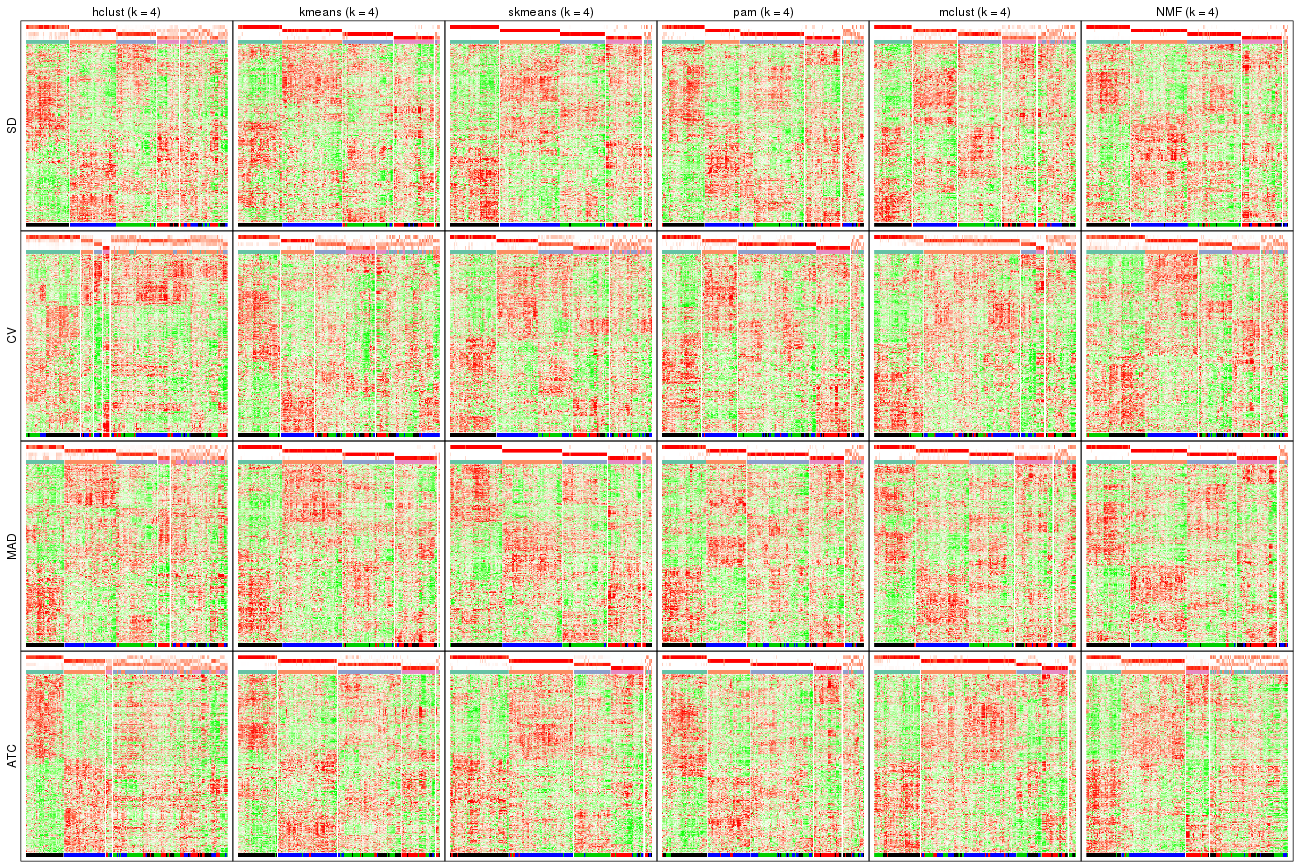 hclust (k = 4) kmeans (k = 4) skmeans (k = 4) pam (k = 4) mclust (k = 4) NMF (k = 4)
SD
CV
MAD
ATC